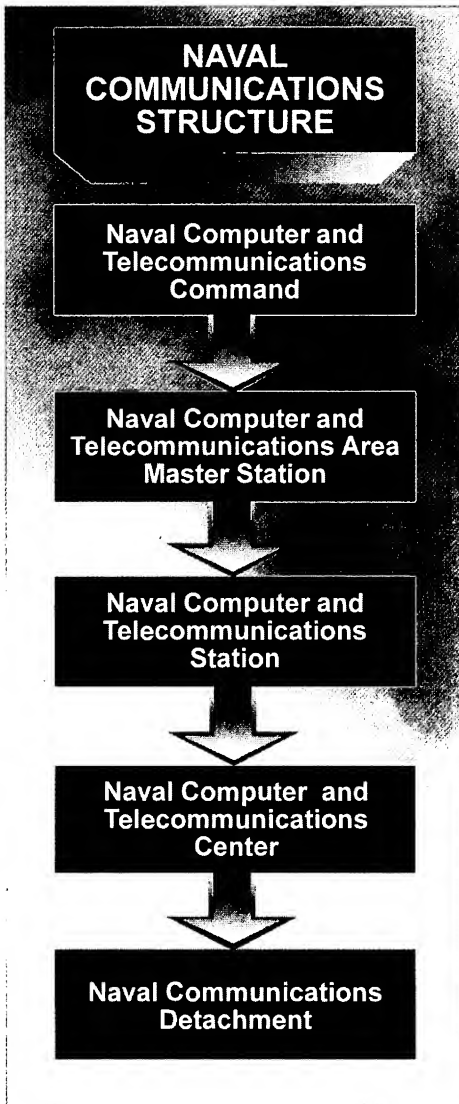 NAVAL
COMMUNICATIONS
STRUCTURE
Naval Computer and
Telecommunications
Command
Naval Computer and
Telecommunications Area
Master Station
Naval Computer and
Telecommunications
Station
Naval Computer and
Telecommunications
Center
Naval Communications
Detachment